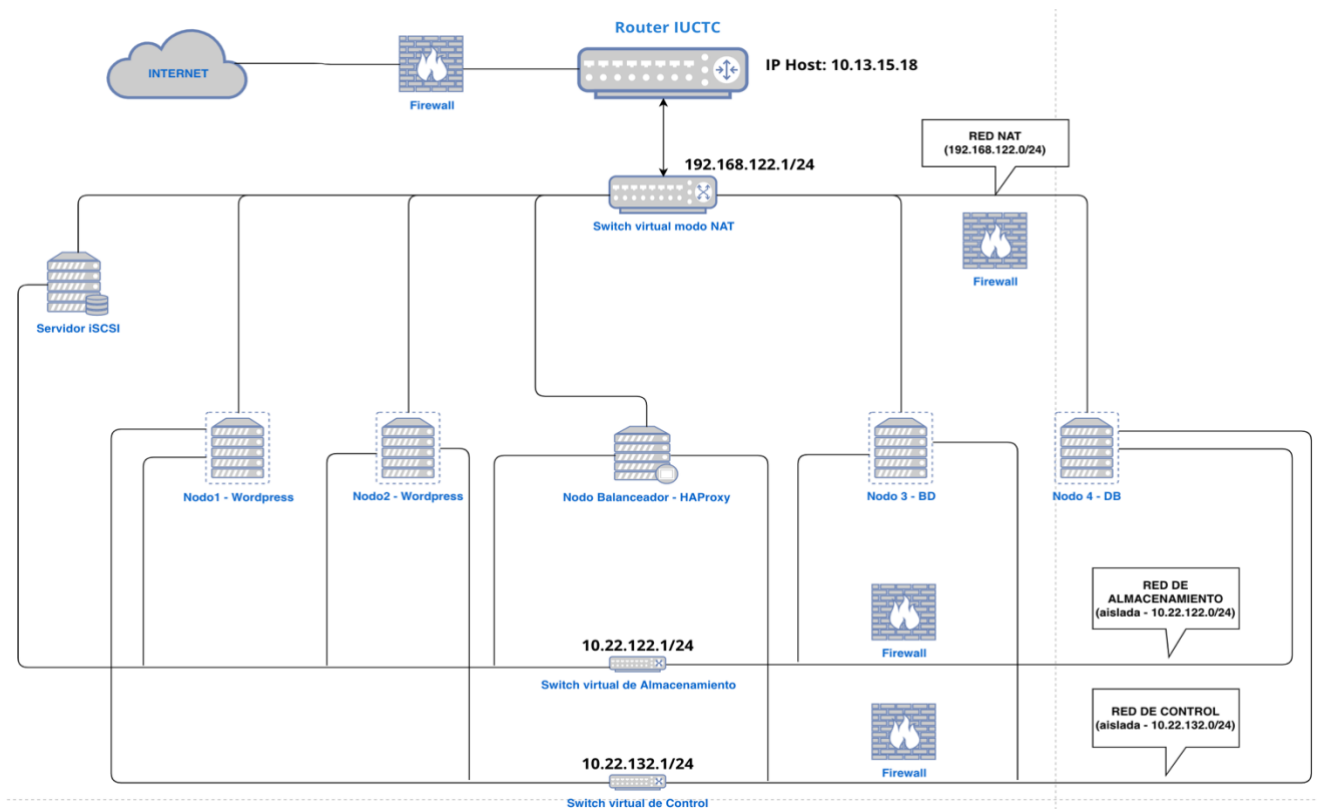 Router IUCTC
INTERNET
IP Host: 10.13.15.18
Firewall
RED NAT
(192.168.122.0/24)
192.168.122.1/24
Switch virtual modo NAT
Firewall
Servidor iSCSI
Nodo1 - Wordpress
Nodo2 - Wordpress
Nodo Balanceador - HAProxy
Nodo 3 - BD
Nodo 4 - DB
RED DE
ALMACENAMIENTO
(aislada - 10.22.122.0/24)
10.22.122.1/24
Firewall
Switch virtual de Almacenamiento
RED DE CONTROL
(aislada - 10.22.132.0/24)
10.22.132.1/24
Firewall
Switch virtual de Control